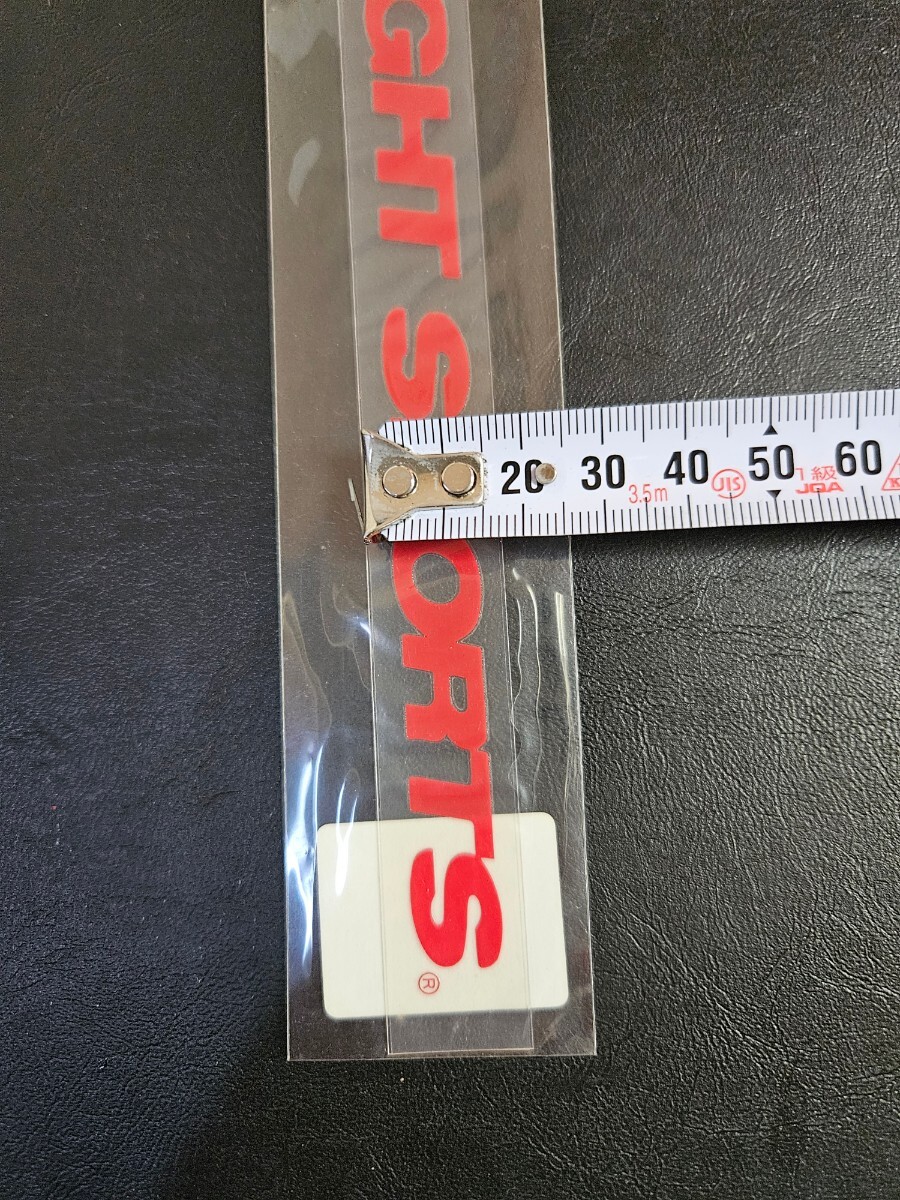 GHT S ORTS ®
20 30 40 50 60
3.5m JIS 1級
JQA